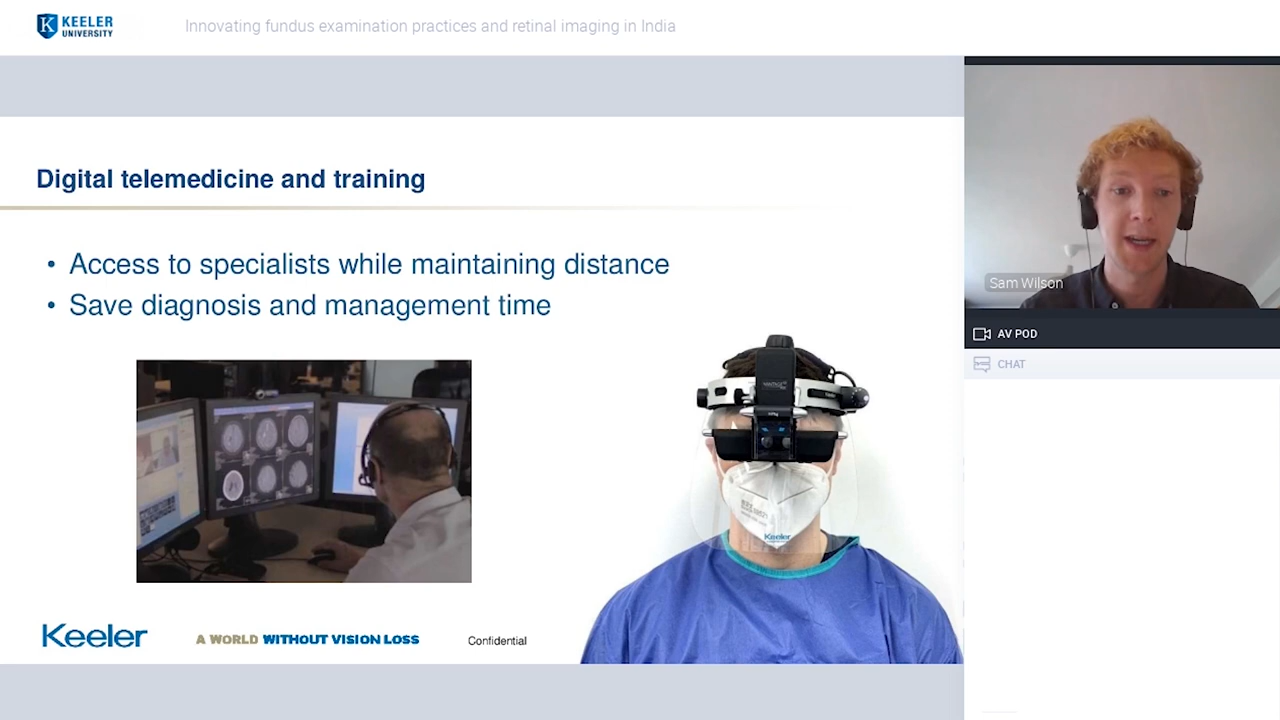 KEELER
UNIVERSITY
Innovating fundus examination practices and retinal imaging in India
Digital telemedicine and training
• Access to specialists while maintaining distance
• Save diagnosis and management time
Keeler
Keeler
A WORLD WITHOUT VISION LOSS
Confidential
Sam Wilson
AV POD
CHAT